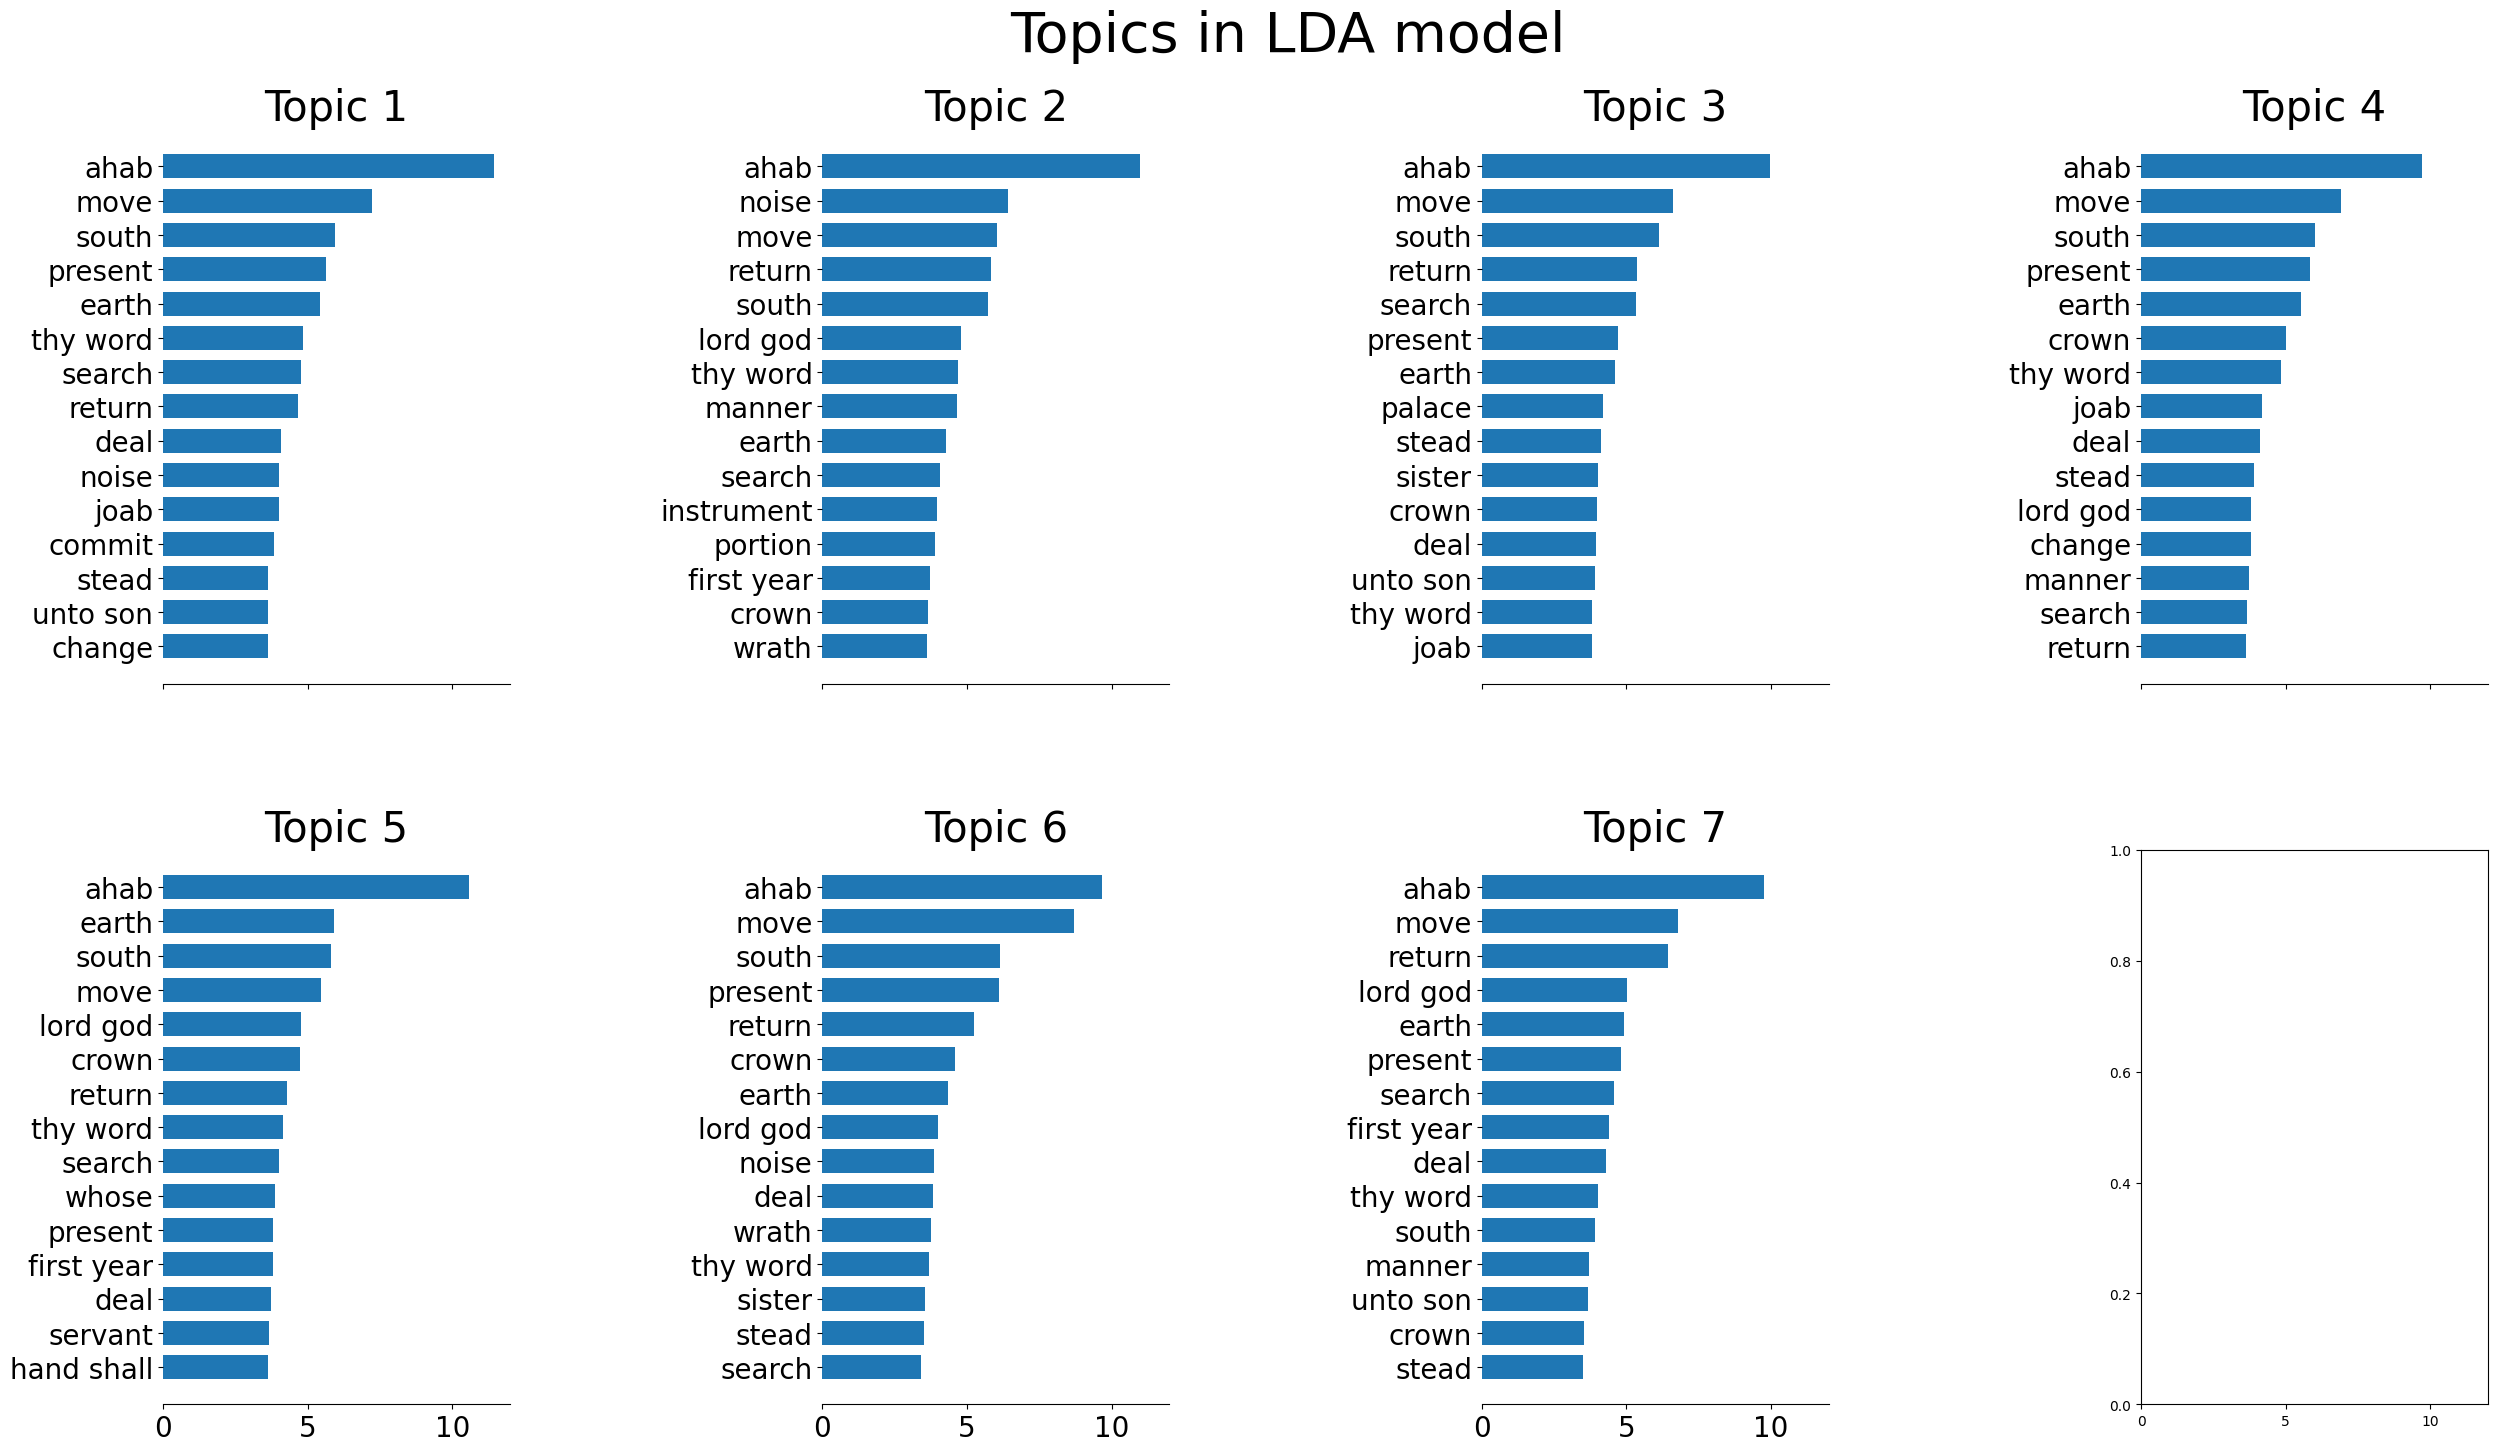 Topics in LDA model
Topic 1
ahab
move
south
present
earth
thy word
search
return
deal
noise
joab
commit
stead
unto son
change
Topic 2
ahab
noise
move
return
south
lord god
thy word
manner
earth
search
instrument
portion
first year
crown
wrath
Topic 3
ahab
move
south
return
search
present
earth
palace
stead
sister
crown
deal
unto son
thy word
joab
Topic 4
ahab
move
south
present
earth
crown
thy word
joab
deal
stead
lord god
change
manner
search
return
Topic 5
ahab
earth
south
move
lord god
crown
return
thy word
search
whose
present
first year
deal
servant
hand shall
0 5 10
Topic 6
ahab
move
south
present
return
crown
earth
lord god
noise
deal
wrath
thy word
sister
stead
search
0 5 10
Topic 7
ahab
move
return
lord god
earth
present
search
first year
deal
thy word
south
manner
unto son
crown
stead
0 5 10
1.0
0.8
0.6
0.4
0.2
0.0
0 5 10